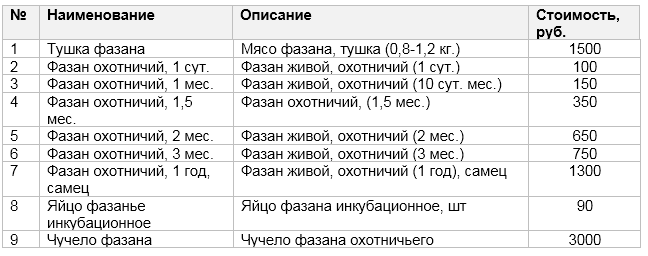 № Наименование Описание Стоимость, руб.
1 Тушка фазана Мясо фазана, тушка (0,8-1,2 кг.) 1500
2 Фазан охотничий, 1 сут. Фазан живой, охотничий (1 сут.) 100
3 Фазан охотничий, 1 мес. Фазан живой, охотничий (10 сут. мес.) 150
4 Фазан охотничий, 1,5 мес. Фазан охотничий, (1,5 мес.) 350
5 Фазан охотничий, 2 мес. Фазан живой, охотничий (2 мес.) 650
6 Фазан охотничий, 3 мес. Фазан живой, охотничий (3 мес.) 750
7 Фазан охотничий, 1 год, самец Фазан живой, охотничий (1 год), самец 1300
8 Яйцо фазанье инкубационное Яйцо фазана инкубационное, шт 90
9 Чучело фазана Чучело фазана охотничьего 3000